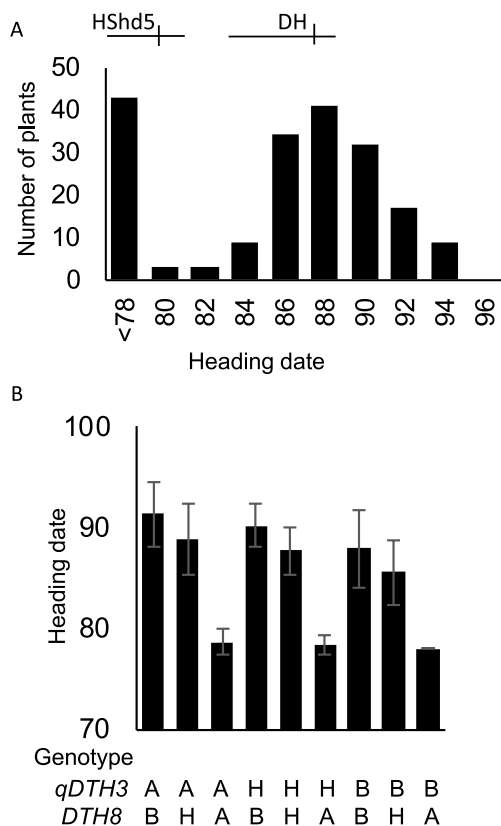 A
HShd5 DH
Number of plants
50
40
30
20
10
0
<78 80 82 84 86 88 90 92 94 96
Heading date
B
Heading date
100
90
80
70
Genotype
qDTH3 A A A H H H B B B
DTH8 B H A B H A B H A